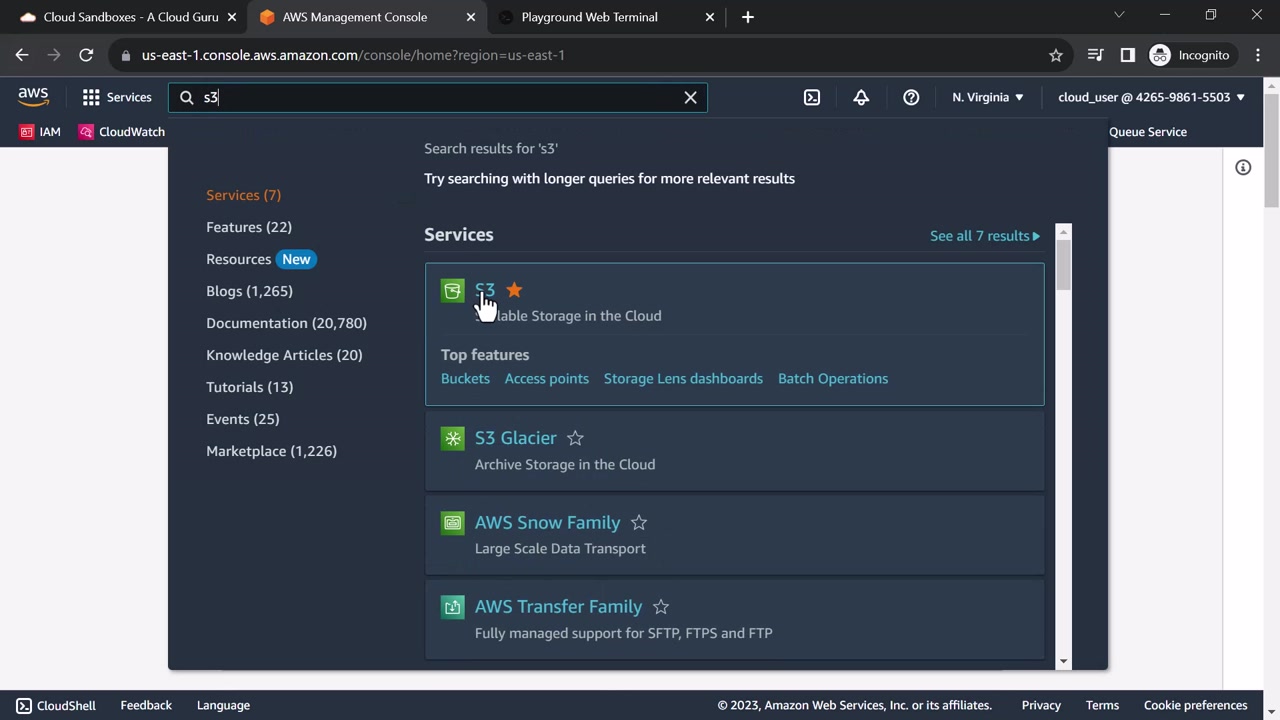 Cloud Sandboxes - A Cloud Guru
AWS Management Console
Playground Web Terminal
us-east-1.console.aws.amazon.com/console/home?region=us-east-1
Incognito
aws
Services
s3
N. Virginia
cloud_user @ 4265-9861-5503
IAM
CloudWatch
Queue Service
Search results for 's3'
Try searching with longer queries for more relevant results
Services (7)
Features (22)
Resources New
Blogs (1,265)
Documentation (20,780)
Knowledge Articles (20)
Tutorials (13)
Events (25)
Marketplace (1,226)
Services
See all 7 results
S3
lable Storage in the Cloud
Top features
Buckets Access points Storage Lens dashboards Batch Operations
S3 Glacier
Archive Storage in the Cloud
AWS Snow Family
Large Scale Data Transport
AWS Transfer Family
Fully managed support for SFTP, FTPS and FTP
CloudShell
Feedback
Language
© 2023, Amazon Web Services, Inc. or its affiliates.
Privacy
Terms
Cookie preferences